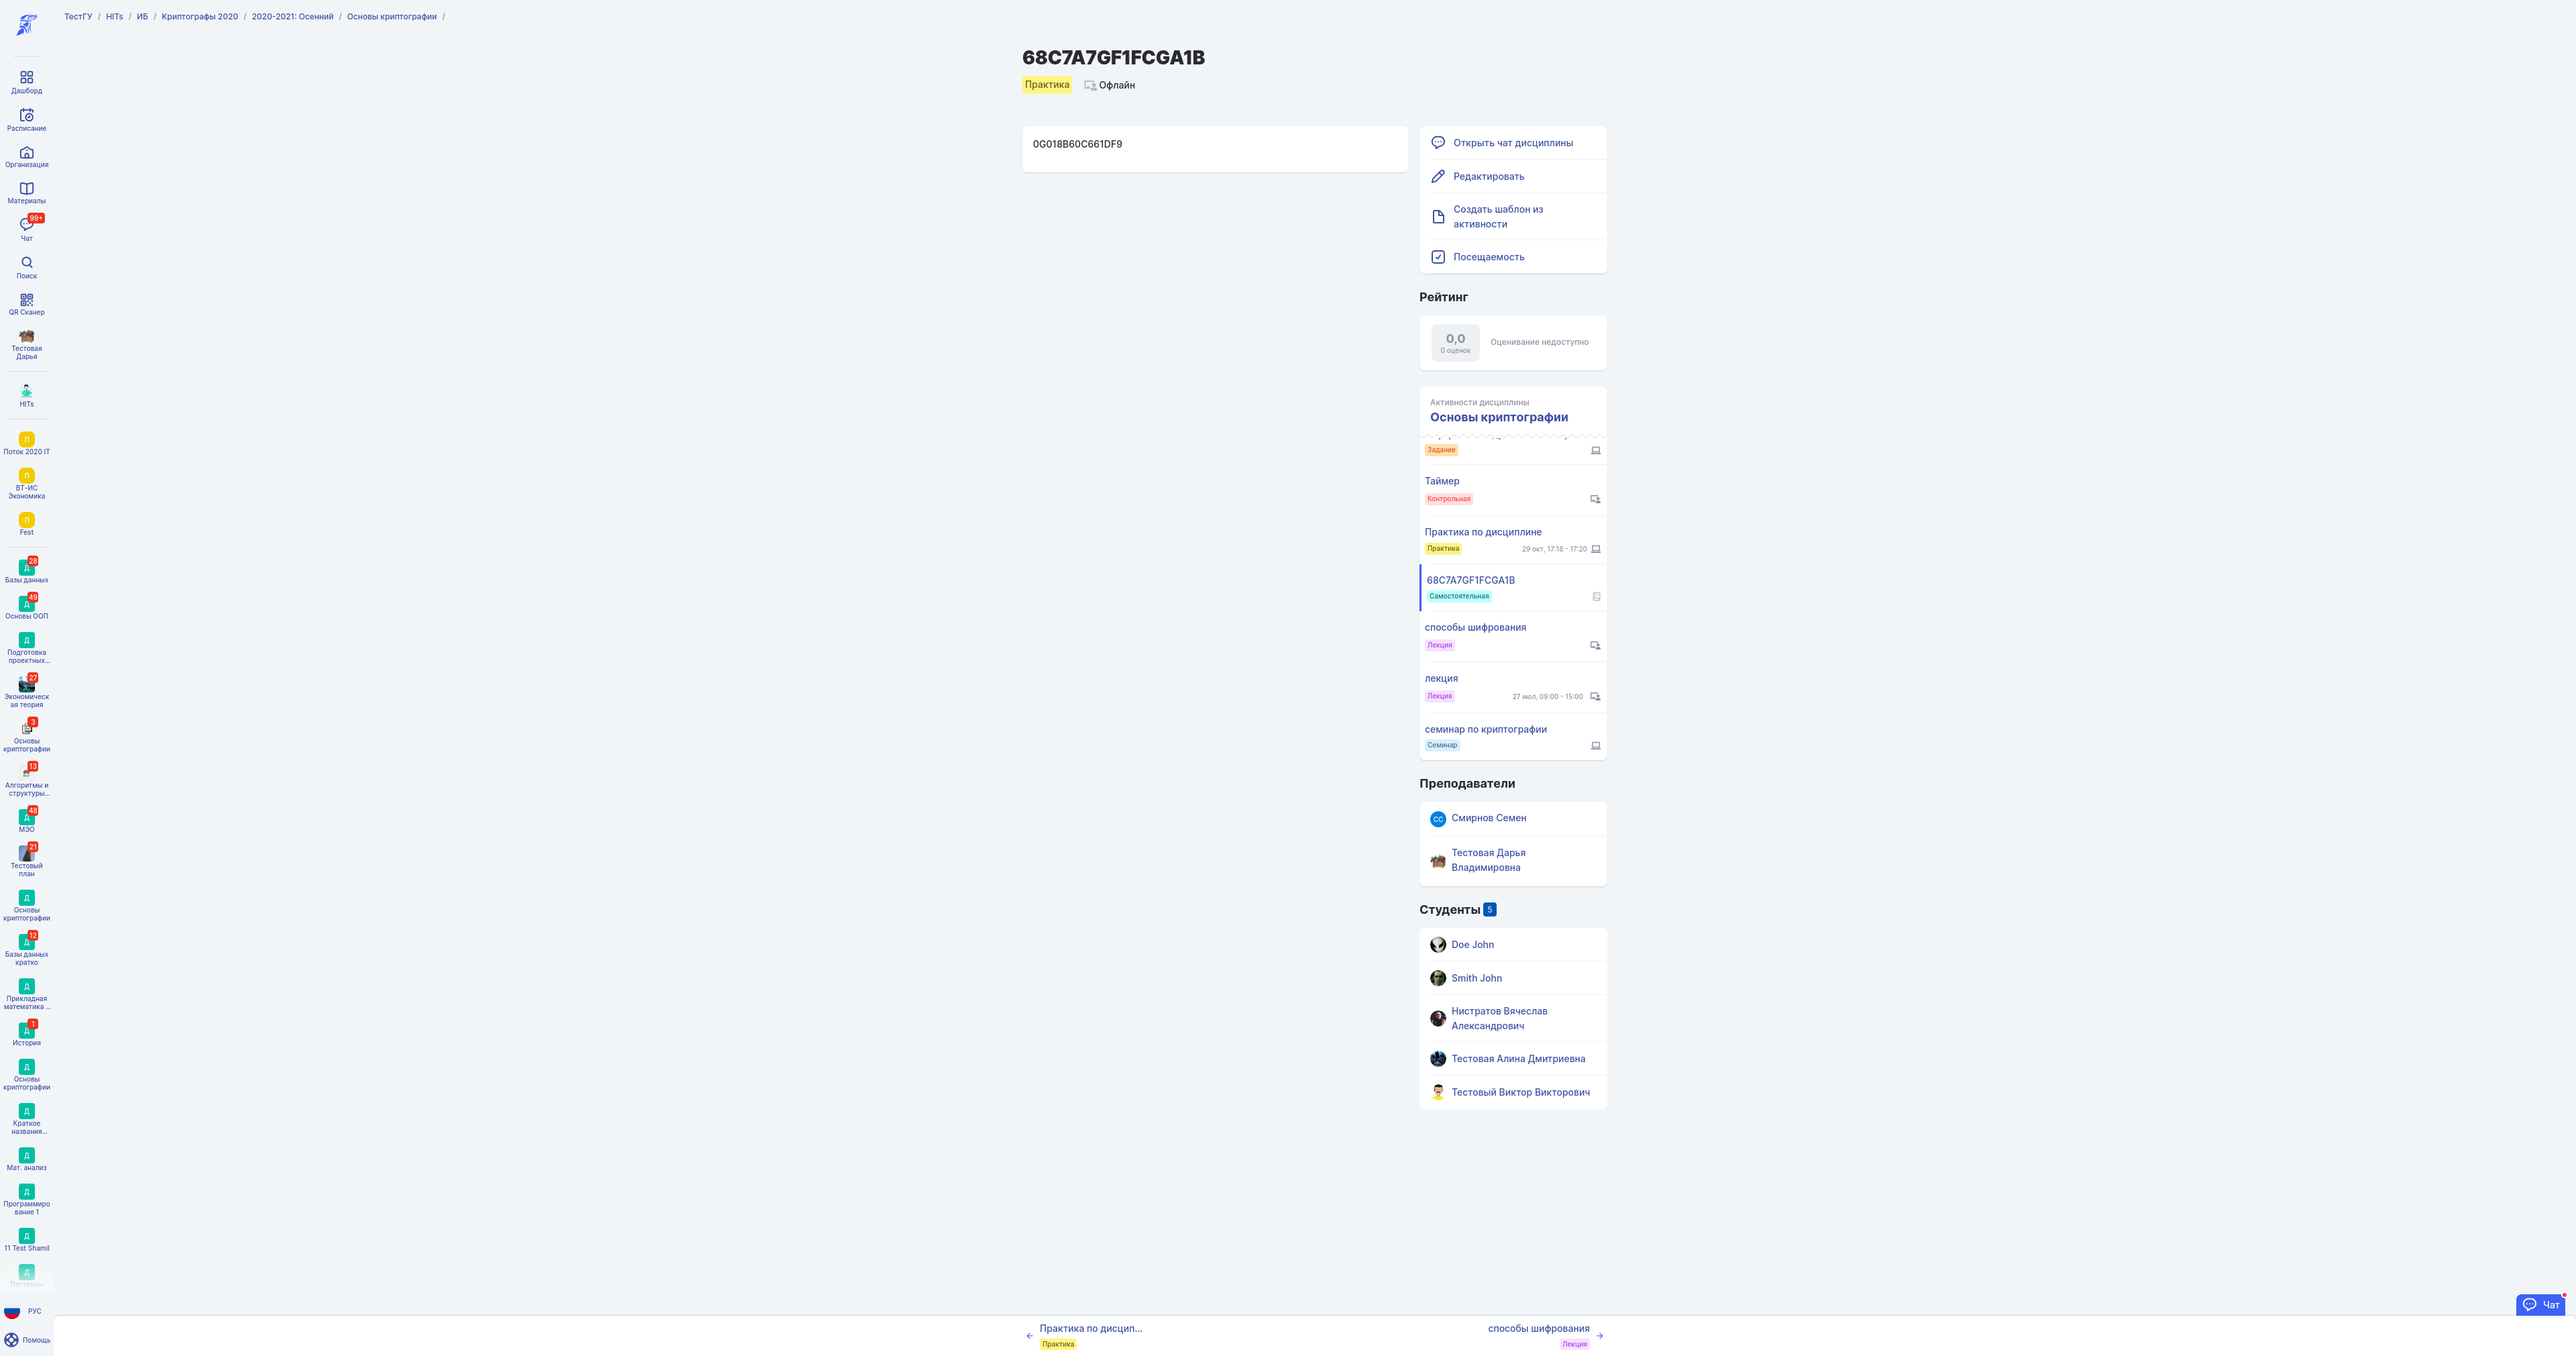 ТестГУ / HITs / ИБ / Криптографы 2020 / 2020-2021: Осенний / Основы криптографии /
Дашборд
Расписание
Организация
Материалы
99+
Чат
Поиск
QR Сканер
Тестовая
Дарья
HITs
П
Поток 2020 IT
П
ВТ-ИС
Экономика
П
Fest
Д 28
Базы данных
Д 49
Основы ООП
Д
Подготовка
проектных...
27
Экономическ
ая теория
3
Основы
криптографии
13
Алгоритмы и
структуры...
Д 48
МЭО
21
Тестовый
план
Д
Основы
криптографии
Д 12
Базы данных
кратко
Д
Прикладная
математика ...
Д 1
История
Д
Основы
криптографии
Д
Краткое
названия...
Д
Мат. анализ
Д
Программиро
вание 1
Д
11 Test Shamil
Д
Паттерны
РУС
Помощь
68C7A7GF1FCGA1B
Практика Офлайн
0G018B60C661DF9
Открыть чат дисциплины
Редактировать
Создать шаблон из
активности
Посещаемость
Рейтинг
0,0
0 оценок
Оценивание недоступно
Активности дисциплины
Основы криптографии
Задание
Таймер
Контрольная
Практика по дисциплине
Практика 29 окт, 17:18 - 17:20
68C7A7GF1FCGA1B
Самостоятельная
способы шифрования
Лекция
лекция
Лекция 27 июл, 09:00 - 15:00
семинар по криптографии
Семинар
Преподаватели
СС Смирнов Семен
Тестовая Дарья
Владимировна
Студенты 5
Doe John
Smith John
Нистратов Вячеслав
Александрович
Тестовая Алина Дмитриевна
Тестовый Виктор Викторович
Чат
Практика по дисцип...
Практика
способы шифрования
Лекция